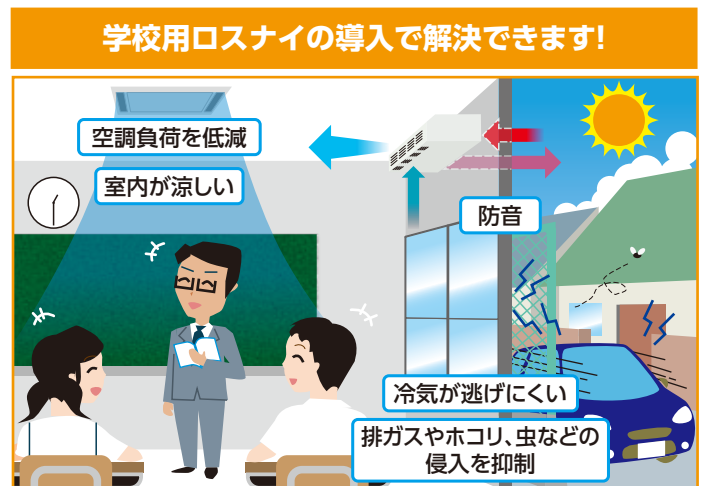 学校用ロスナイの導入で解決できます!
空調負荷を低減
室内が涼しい
防音
冷気が逃げにくい
排ガスやホコリ、虫などの
侵入を抑制